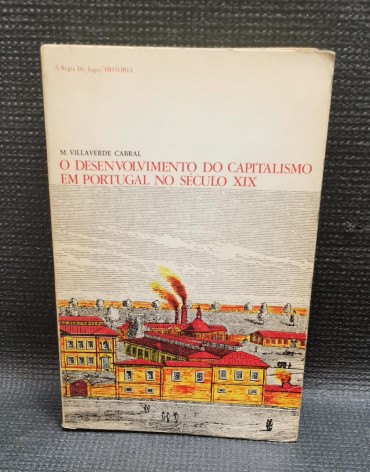 A Regra Do Jogo / HISTÓRIA
M. VILLAVERDE CABRAL
O DESENVOLVIMENTO DO CAPITALISMO
EM PORTUGAL NO SÉCULO XIX